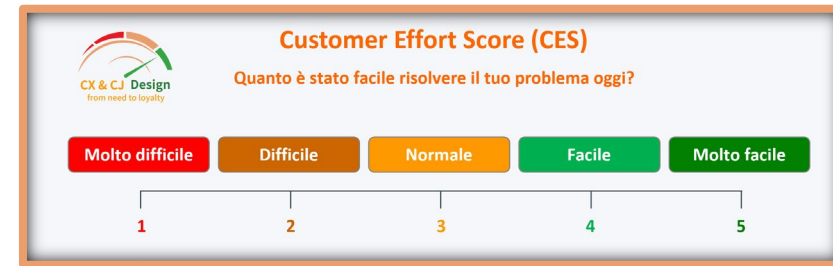 Customer Effort Score (CES)
Quanto è stato facile risolvere il tuo problema oggi?
CX & CJ Design
from need to loyalty
Molto difficile
Difficile
Normale
Facile
Molto facile
1
2
3
4
5